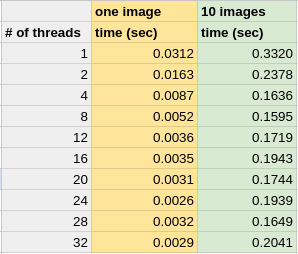 one image 10 images
# of threads time (sec) time (sec)
1 0.0312 0.3320
2 0.0163 0.2378
4 0.0087 0.1636
8 0.0052 0.1595
12 0.0036 0.1719
16 0.0035 0.1943
20 0.0031 0.1744
24 0.0026 0.1939
28 0.0032 0.1649
32 0.0029 0.2041